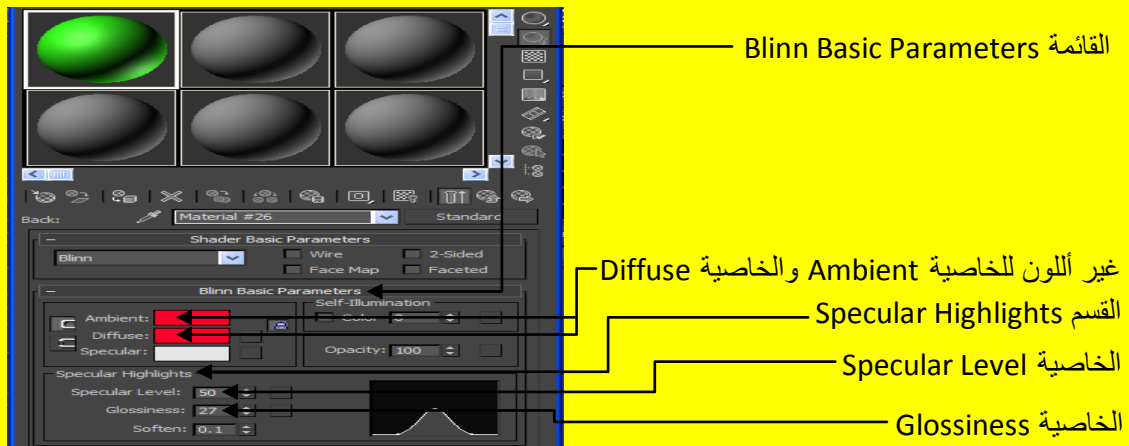 القائمة Blinn Basic Parameters
Back:
Material #26
Standard
Shader Basic Parameters
Blinn
Wire
2-Sided
Face Map
Faceted
Blinn Basic Parameters
Self-Illumination
Ambient:
Color 0
Diffuse:
Specular:
Opacity: 100
Specular Highlights
Specular Level: 50
Glossiness: 27
Soften: 0.1
غير أللون للخاصية Ambient والخاصية Diffuse
القسم Specular Highlights
الخاصية Specular Level
الخاصية Glossiness